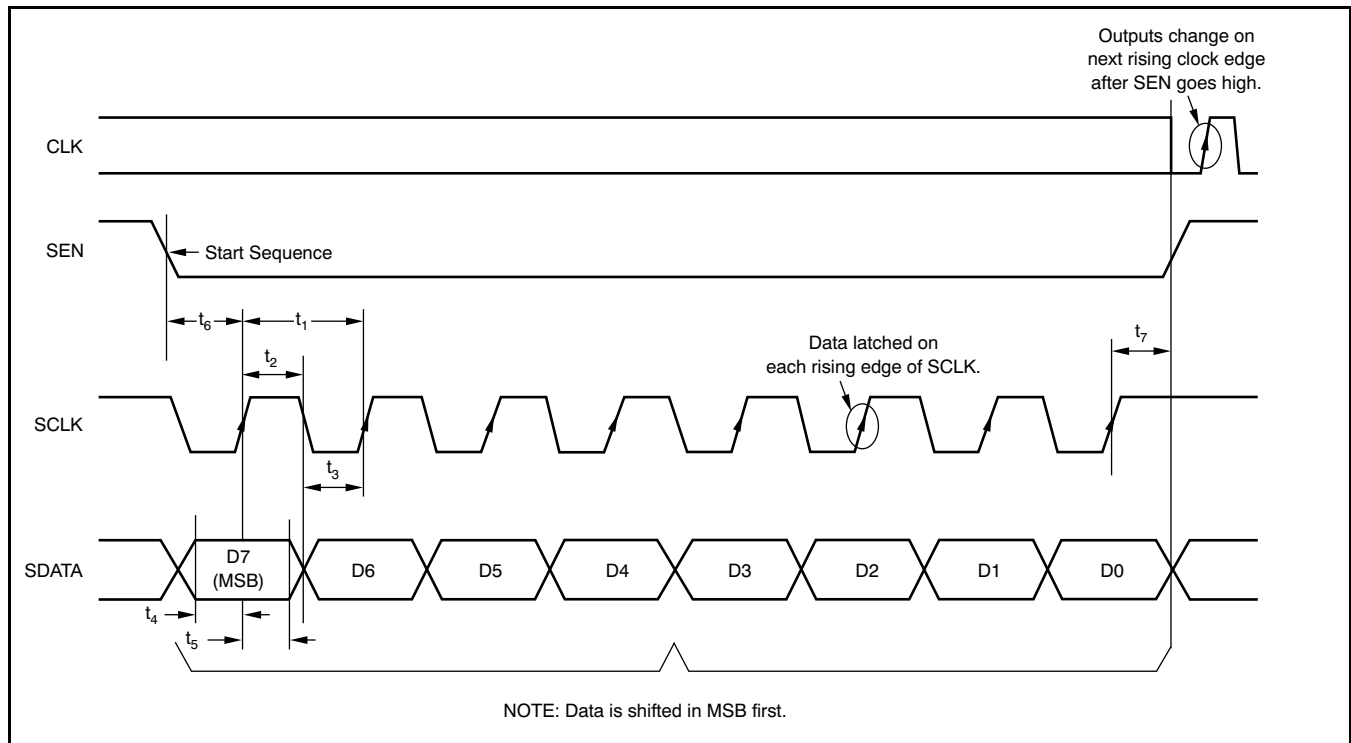 Outputs change on
next rising clock edge
after SEN goes high.
CLK
SEN
Start Sequence
t6
t1
t2
Data latched on
each rising edge of SCLK.
t7
SCLK
t3
SDATA
D7
(MSB)
D6
D5
D4
D3
D2
D1
D0
t4
t5
NOTE: Data is shifted in MSB first.